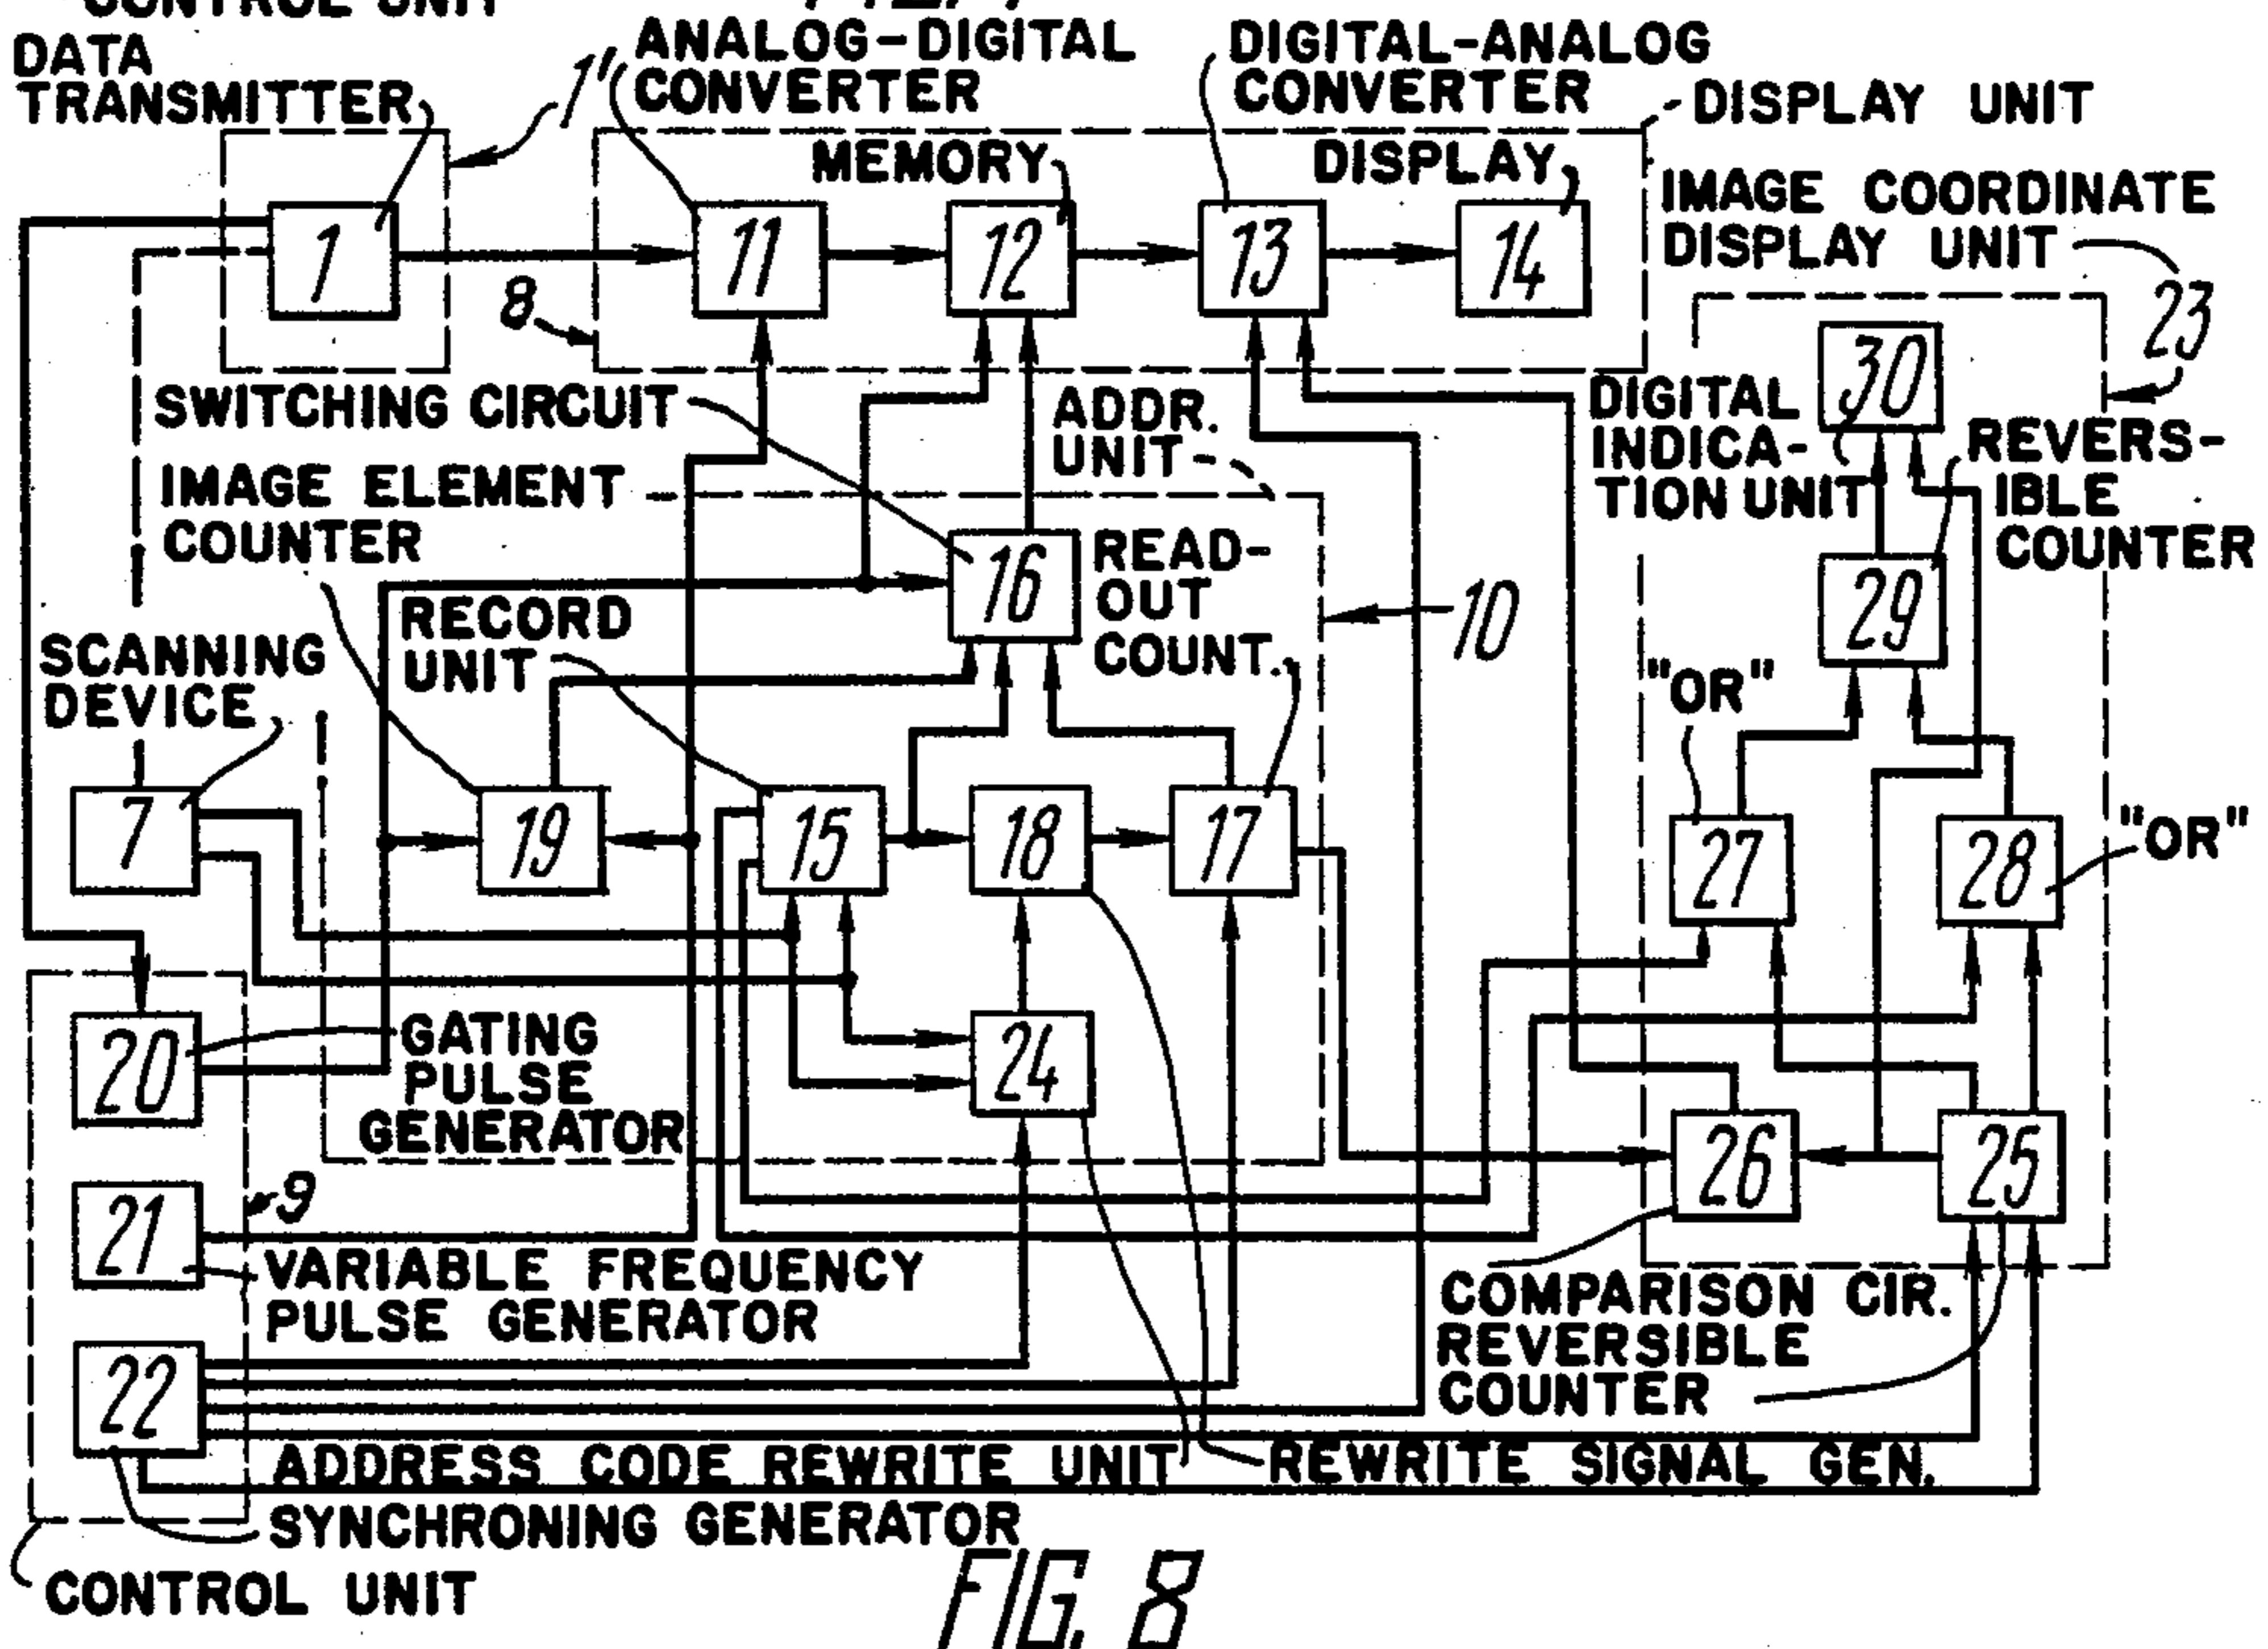 CONTROL UNIT
DATA
TRANSMITTER
1'
ANALOG-DIGITAL
CONVERTER
DIGITAL-ANALOG
CONVERTER
DISPLAY UNIT
MEMORY
DISPLAY
IMAGE COORDINATE
DISPLAY UNIT
1
11
12
13
14
8
23
30
SWITCHING CIRCUIT
ADDR.
UNIT
DIGITAL
INDICA-
TION UNIT
REVERS-
IBLE
COUNTER
IMAGE ELEMENT
COUNTER
16
READ-
OUT
COUNT.
10
29
RECORD
UNIT
SCANNING
DEVICE
"OR"
7
19
15
18
17
27
28
"OR"
20
GATING
PULSE
GENERATOR
24
26
25
21
9
VARIABLE FREQUENCY
PULSE GENERATOR
COMPARISON CIR.
REVERSIBLE
COUNTER
22
ADDRESS CODE REWRITE UNIT
REWRITE SIGNAL GEN.
SYNCHRONING GENERATOR
CONTROL UNIT
FIG. 8